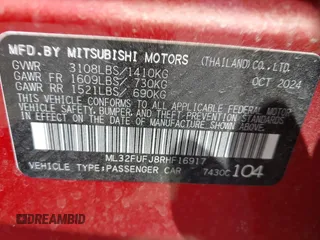 MFD.BY MITSUBISHI MOTORS (THAILAND) CO.,LTD.
GVWR 3108LBS/1410KG OCT 2024
GAWR FR 1609LBS/ 730KG
GAWR RR 1521LBS/ 690KG
THIS VEHICLE CONFORMS TO ALL APPLICABLE
FEDERAL MOTOR VEHICLE SAFETY, BUMPER, AND
THEFT PREVENTION STANDARDS IN EFFECT ON
THE DATE OF MANUFACTURE SHOWN ABOVE.
ML32FUFJ8RHF16917
VEHICLE TYPE:PASSENGER CAR 7430C 104
DREAMBID